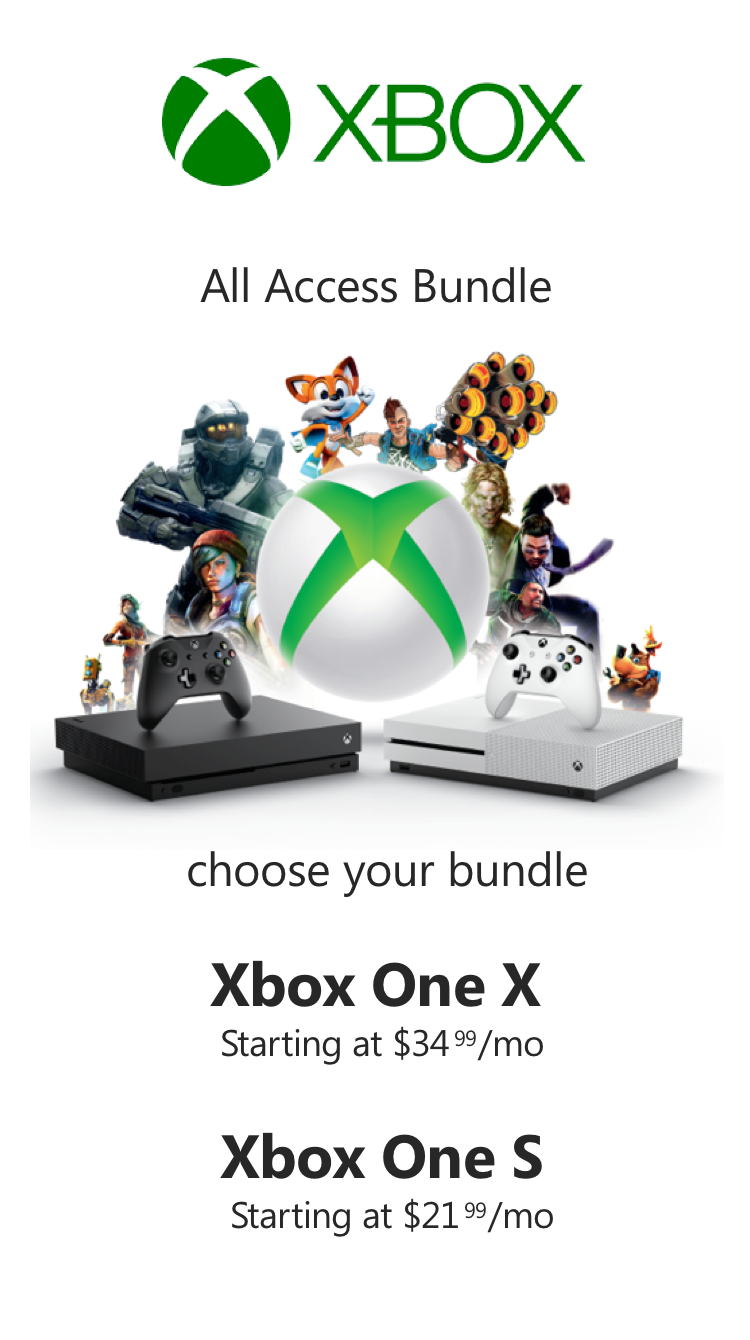 XBOX
All Access Bundle
choose your bundle
Xbox One X
Starting at $34 99/mo
Xbox One S
Starting at $21 99/mo